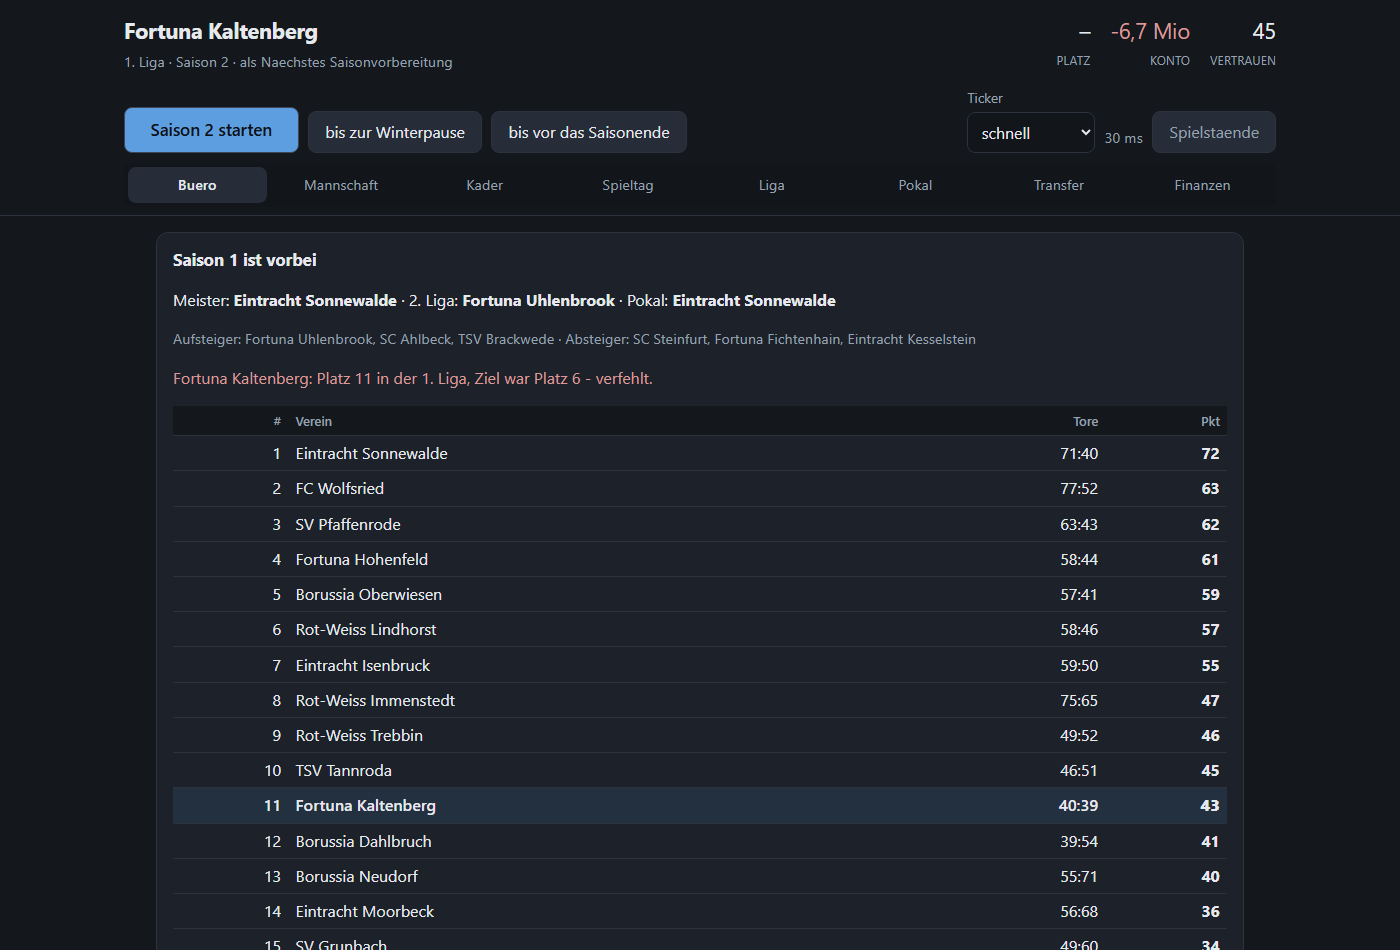 Fortuna Kaltenberg
– -6,7 Mio 45
1. Liga · Saison 2 · als Naechstes Saisonvorbereitung
PLATZ KONTO VERTRAUEN
Ticker
Saison 2 starten bis zur Winterpause bis vor das Saisonende schnell 30 ms Spielstaende
Buero Mannschaft Kader Spieltag Liga Pokal Transfer Finanzen
Saison 1 ist vorbei
Meister: Eintracht Sonnewalde · 2. Liga: Fortuna Uhlenbrook · Pokal: Eintracht Sonnewalde
Aufsteiger: Fortuna Uhlenbrook, SC Ahlbeck, TSV Brackwede · Absteiger: SC Steinfurt, Fortuna Fichtenhain, Eintracht Kesselstein
Fortuna Kaltenberg: Platz 11 in der 1. Liga, Ziel war Platz 6 - verfehlt.
# Verein Tore Pkt
1 Eintracht Sonnewalde 71:40 72
2 FC Wolfsried 77:52 63
3 SV Pfaffenrode 63:43 62
4 Fortuna Hohenfeld 58:44 61
5 Borussia Oberwiesen 57:41 59
6 Rot-Weiss Lindhorst 58:46 57
7 Eintracht Isenbruck 59:50 55
8 Rot-Weiss Immenstedt 75:65 47
9 Rot-Weiss Trebbin 49:52 46
10 TSV Tannroda 46:51 45
11 Fortuna Kaltenberg 40:39 43
12 Borussia Dahlbruch 39:54 41
13 Borussia Neudorf 55:71 40
14 Eintracht Moorbeck 56:68 36
15 SV Grunbach 49:60 34